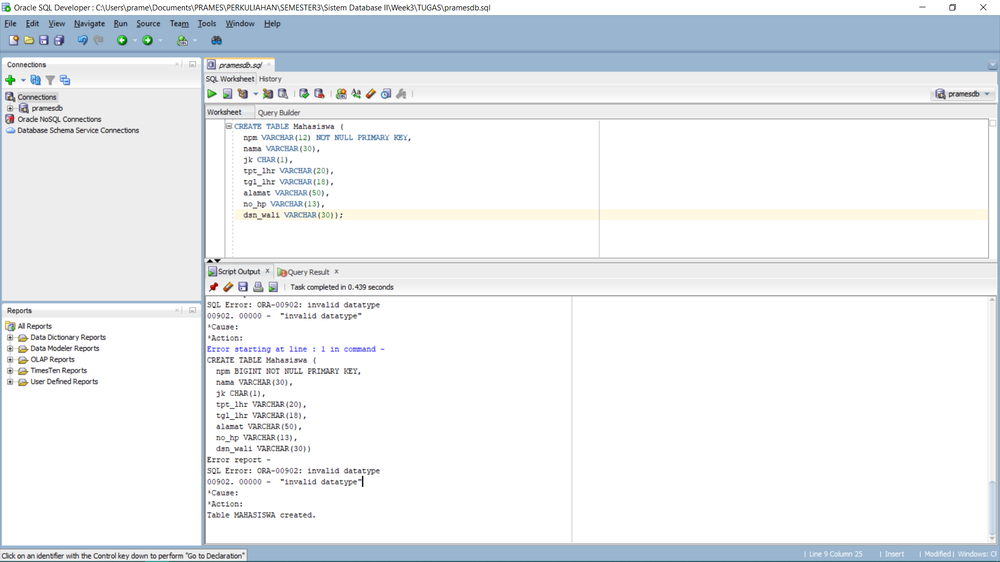 Oracle SQL Developer : C:\Users\prame\Documents\PRAMES\PERKULIAHAN\SEMESTER3\Sistem Database II\Week3\TUGAS\pramesdb.sql
File Edit View Navigate Run Source Team Tools Window Help
Connections
Connections
pramesdb
Oracle NoSQL Connections
Database Schema Service Connections
Reports
All Reports
Data Dictionary Reports
Data Modeler Reports
OLAP Reports
TimesTen Reports
User Defined Reports
pramesdb.sql
SQL Worksheet History
pramesdb
Worksheet Query Builder
CREATE TABLE Mahasiswa (
npm VARCHAR(12) NOT NULL PRIMARY KEY,
nama VARCHAR(30),
jk CHAR(1),
tpt_lhr VARCHAR(20),
tgl_lhr VARCHAR(18),
alamat VARCHAR(50),
no_hp VARCHAR(13),
dsn_wali VARCHAR(30));
Script Output Query Result
Task completed in 0.439 seconds
SQL Error: ORA-00902: invalid datatype
00902. 00000 - "invalid datatype"
*Cause:
*Action:
Error starting at line : 1 in command -
CREATE TABLE Mahasiswa (
npm BIGINT NOT NULL PRIMARY KEY,
nama VARCHAR(30),
jk CHAR(1),
tpt_lhr VARCHAR(20),
tgl_lhr VARCHAR(18),
alamat VARCHAR(50),
no_hp VARCHAR(13),
dsn_wali VARCHAR(30))
Error report -
SQL Error: ORA-00902: invalid datatype
00902. 00000 - "invalid datatype"
*Cause:
*Action:
Table MAHASISWA created.
Click on an identifier with the Control key down to perform "Go to Declaration"
Line 9 Column 25 Insert Modified Windows: